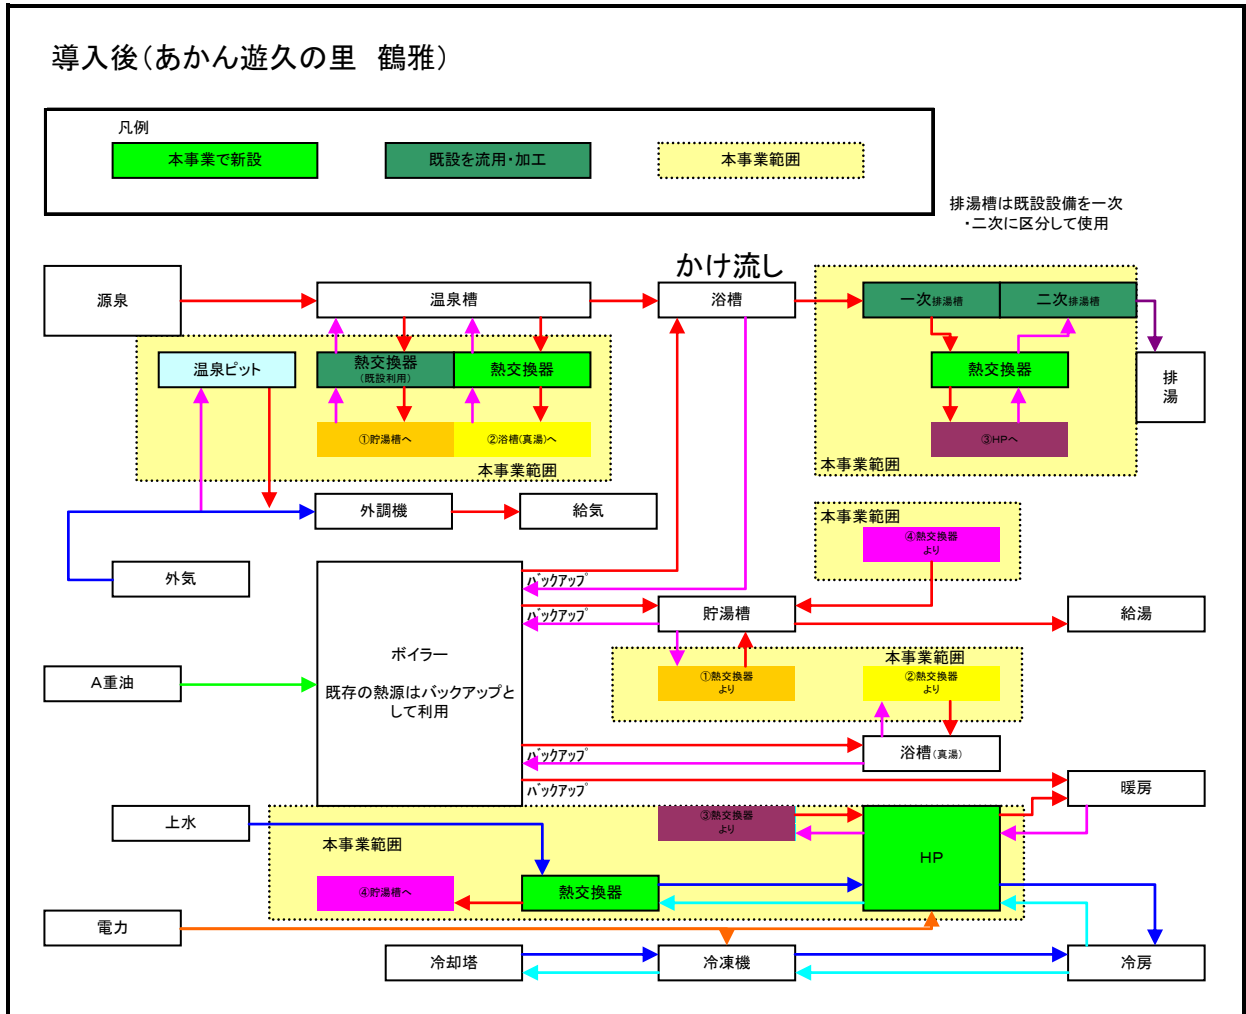 導入後(あかん遊久の里　鶴雅)
凡例
本事業で新設
既設を流用・加工
本事業範囲
排湯槽は既設設備を一次
・二次に区分して使用
かけ流し
源泉
温泉槽
浴槽
一次排湯槽
二次排湯槽
温泉ピット
熱交換器
(既設利用)
熱交換器
熱交換器
排
湯
①貯湯槽へ
②浴槽(真湯)へ
③HPへ
本事業範囲
本事業範囲
外調機
給気
本事業範囲
④熱交換器
より
外気
バックアップ
バックアップ
貯湯槽
給湯
ボイラー
既存の熱源はバックアップと
して利用
本事業範囲
A重油
①熱交換器
より
②熱交換器
より
バックアップ
浴槽(真湯)
バックアップ
暖房
上水
本事業範囲
③熱交換器
より
HP
④貯湯槽へ
熱交換器
電力
冷却塔
冷凍機
冷房